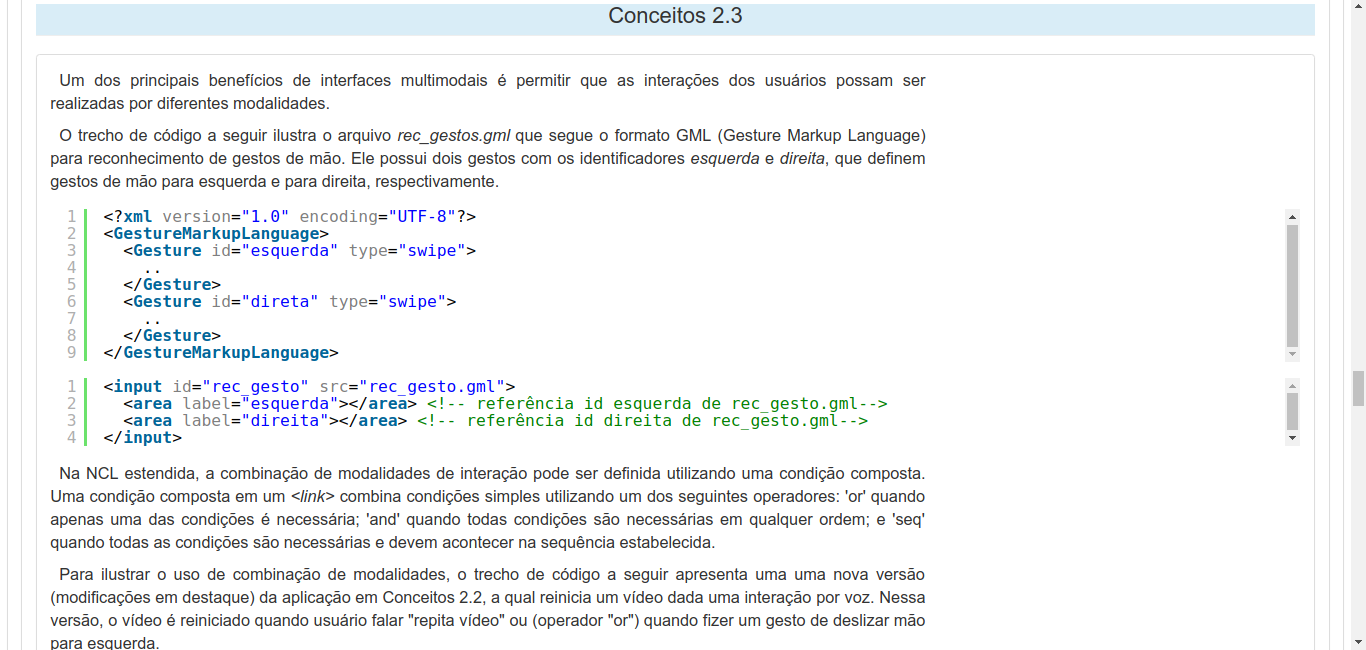 Conceitos 2.3
Um dos principais benefícios de interfaces multimodais é permitir que as interações dos usuários possam ser
realizadas por diferentes modalidades.
O trecho de código a seguir ilustra o arquivo rec_gestos.gml que segue o formato GML (Gesture Markup Language)
para reconhecimento de gestos de mão. Ele possui dois gestos com os identificadores esquerda e direita, que definem
gestos de mão para esquerda e para direita, respectivamente.
1 <?xml version="1.0" encoding="UTF-8"?>
2 <GestureMarkupLanguage>
3   <Gesture id="esquerda" type="swipe">
4     ..
5   </Gesture>
6   <Gesture id="direta" type="swipe">
7     ..
8   </Gesture>
9 </GestureMarkupLanguage>
1 <input id="rec_gesto" src="rec_gesto.gml">
2   <area label="esquerda"></area> <!-- referência id esquerda de rec_gesto.gml-->
3   <area label="direita"></area> <!-- referência id direita de rec_gesto.gml-->
4 </input>
Na NCL estendida, a combinação de modalidades de interação pode ser definida utilizando uma condição composta.
Uma condição composta em um <link> combina condições simples utilizando um dos seguintes operadores: 'or' quando
apenas uma das condições é necessária; 'and' quando todas condições são necessárias em qualquer ordem; e 'seq'
quando todas as condições são necessárias e devem acontecer na sequência estabelecida.
Para ilustrar o uso de combinação de modalidades, o trecho de código a seguir apresenta uma uma nova versão
(modificações em destaque) da aplicação em Conceitos 2.2, a qual reinicia um vídeo dada uma interação por voz. Nessa
versão, o vídeo é reiniciado quando usuário falar "repita vídeo" ou (operador "or") quando fizer um gesto de deslizar mão
para esquerda.